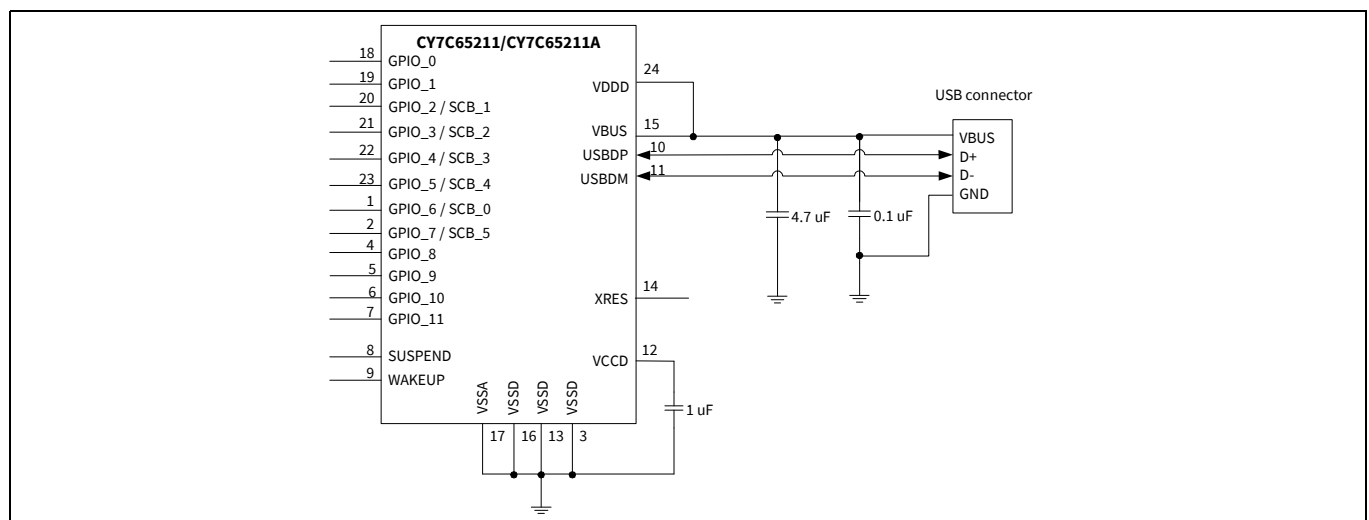 CY7C65211/CY7C65211A
18 GPIO_0
19 GPIO_1
20 GPIO_2 / SCB_1
21 GPIO_3 / SCB_2
22 GPIO_4 / SCB_3
23 GPIO_5 / SCB_4
1 GPIO_6 / SCB_0
2 GPIO_7 / SCB_5
4 GPIO_8
5 GPIO_9
6 GPIO_10
7 GPIO_11
8 SUSPEND
9 WAKEUP
VDDD 24
VBUS 15
USBDP 10
USBDM 11
XRES 14
VCCD 12
VSSA
VSSD
VSSD
VSSD
17 16 13 3
1 uF
4.7 uF
0.1 uF
USB connector
VBUS
D+
D-
GND